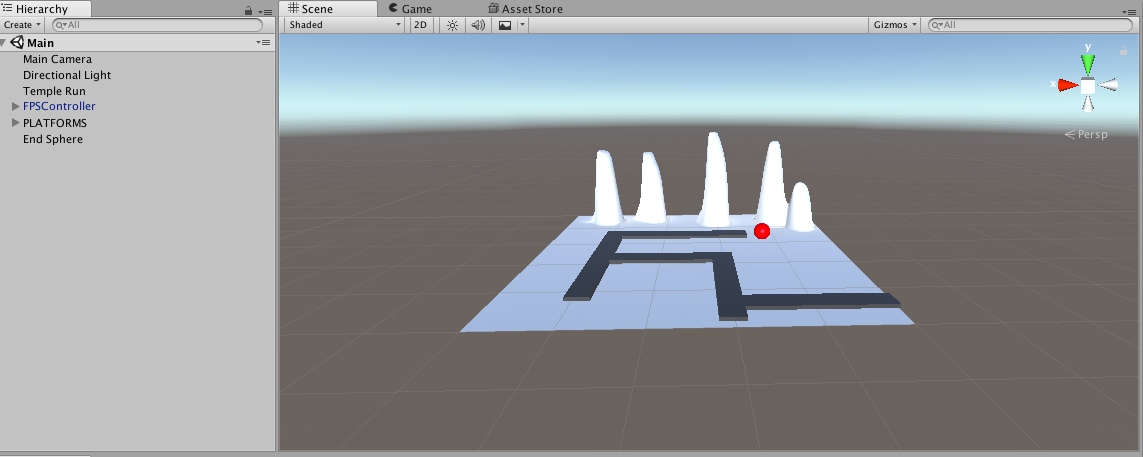 Hierarchy
Create All
Main
Main Camera
Directional Light
Temple Run
FPSController
PLATFORMS
End Sphere
Scene Game Asset Store
Shaded 2D Gizmos All
y
x
Persp